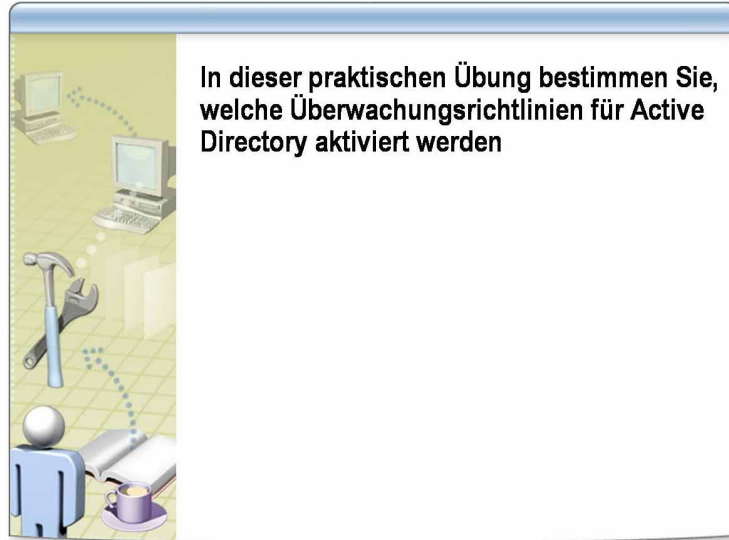 In dieser praktischen Übung bestimmen Sie,
welche Überwachungsrichtlinien für Active
Directory aktiviert werden